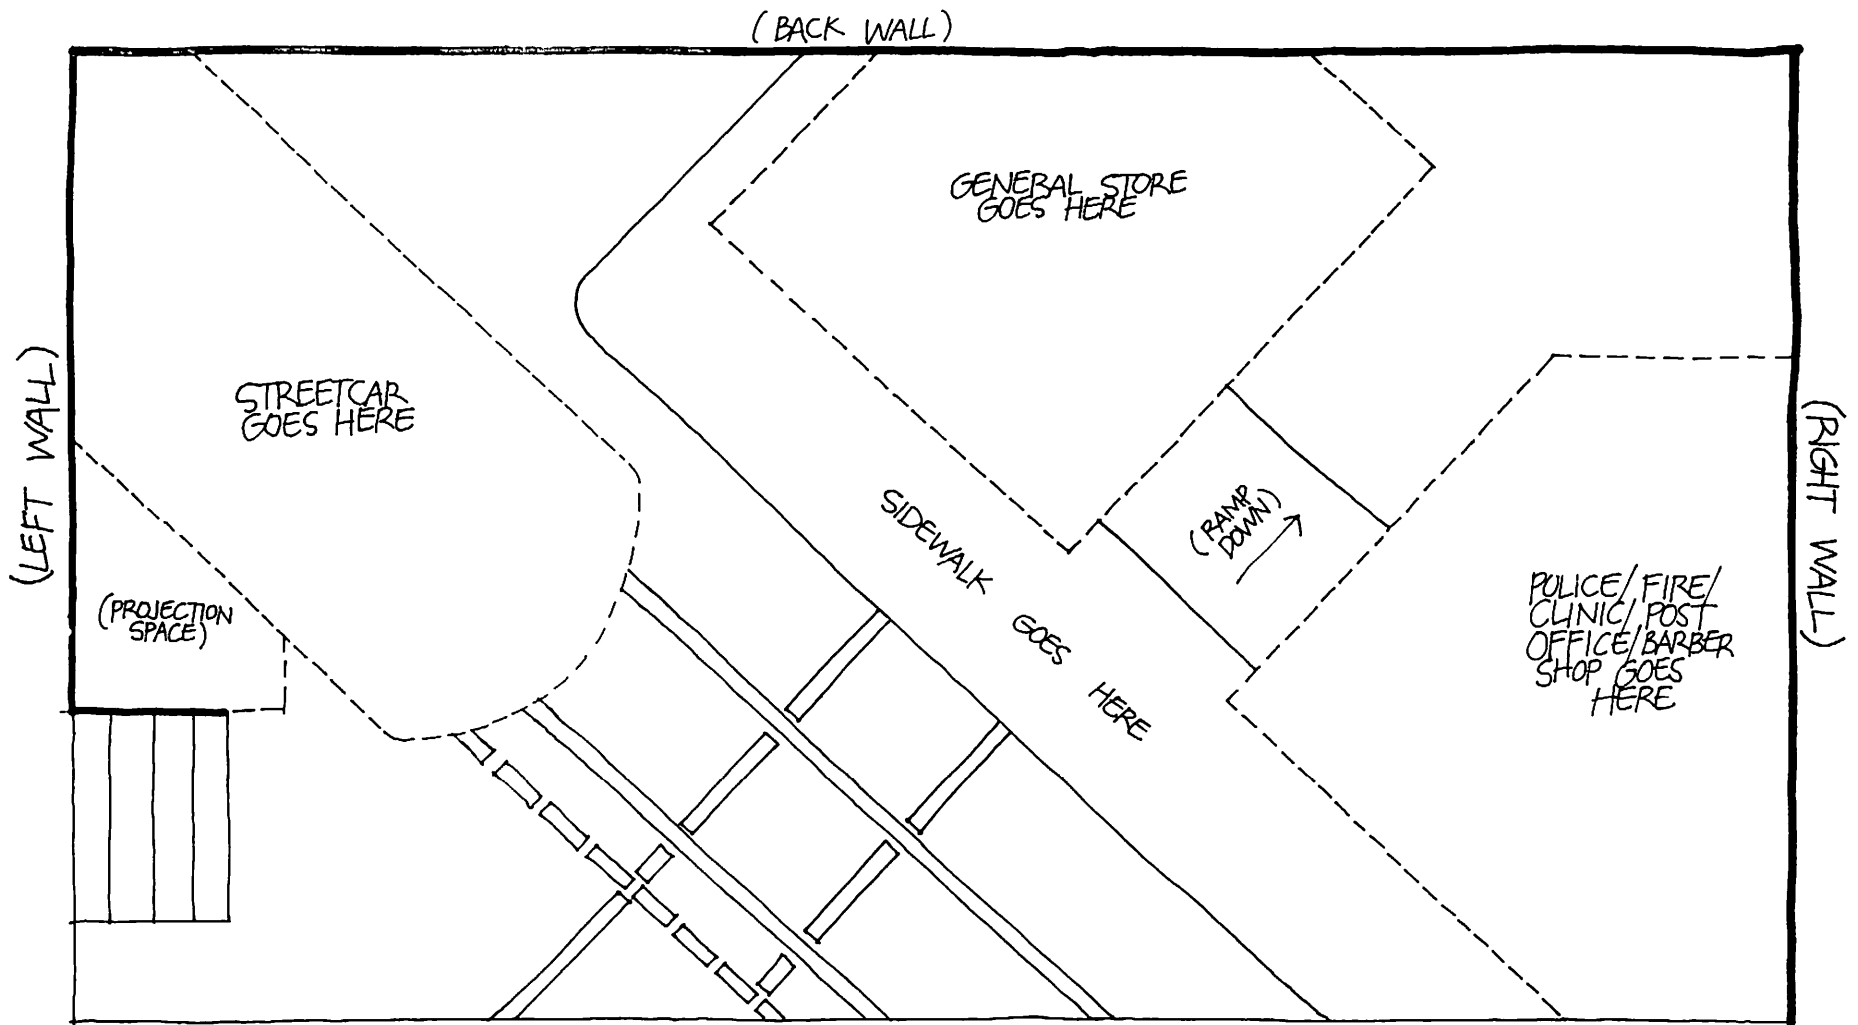 (BACK WALL)
GENERAL STORE
GOES HERE
(LEFT WALL)
STREETCAR
GOES HERE
(RIGHT WALL)
(RAMP
DOWN)
SIDEWALK GOES HERE
(PROJECTION
SPACE)
POLICE/FIRE/
CLINIC/POST
OFFICE/BARBER
SHOP GOES
HERE